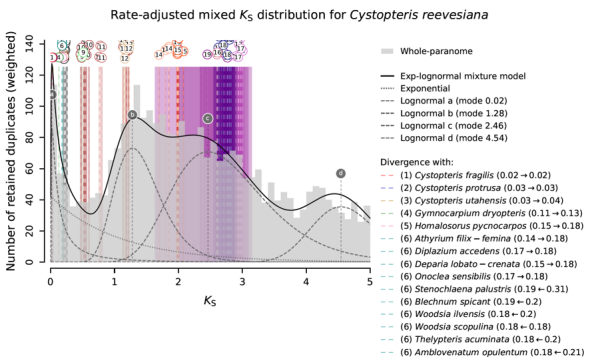 Rate-adjusted mixed KS distribution for Cystopteris reevesiana
Number of retained duplicates (weighted)
140
120
100
80
60
40
20
0
0
1
2
3
4
5
KS
b
c
d
Whole-paranome
Exp-lognormal mixture model
Exponential
Lognormal a (mode 0.02)
Lognormal b (mode 1.28)
Lognormal c (mode 2.46)
Lognormal d (mode 4.54)
Divergence with:
(1) Cystopteris fragilis (0.02→0.02)
(2) Cystopteris protrusa (0.03→0.03)
(3) Cystopteris utahensis (0.03→0.04)
(4) Gymnocarpium dryopteris (0.11→0.13)
(5) Homalosorus pycnocarpos (0.15→0.18)
(6) Athyrium filix−femina (0.14→0.18)
(6) Diplazium accedens (0.17→0.18)
(6) Deparia lobato−crenata (0.15→0.18)
(6) Onoclea sensibilis (0.17→0.18)
(6) Stenochlaena palustris (0.19←0.31)
(6) Blechnum spicant (0.19←0.2)
(6) Woodsia ilvensis (0.18←0.2)
(6) Woodsia scopulina (0.18←0.18)
(6) Thelypteris acuminata (0.18←0.2)
(6) Amblovenatum opulentum (0.18←0.21)